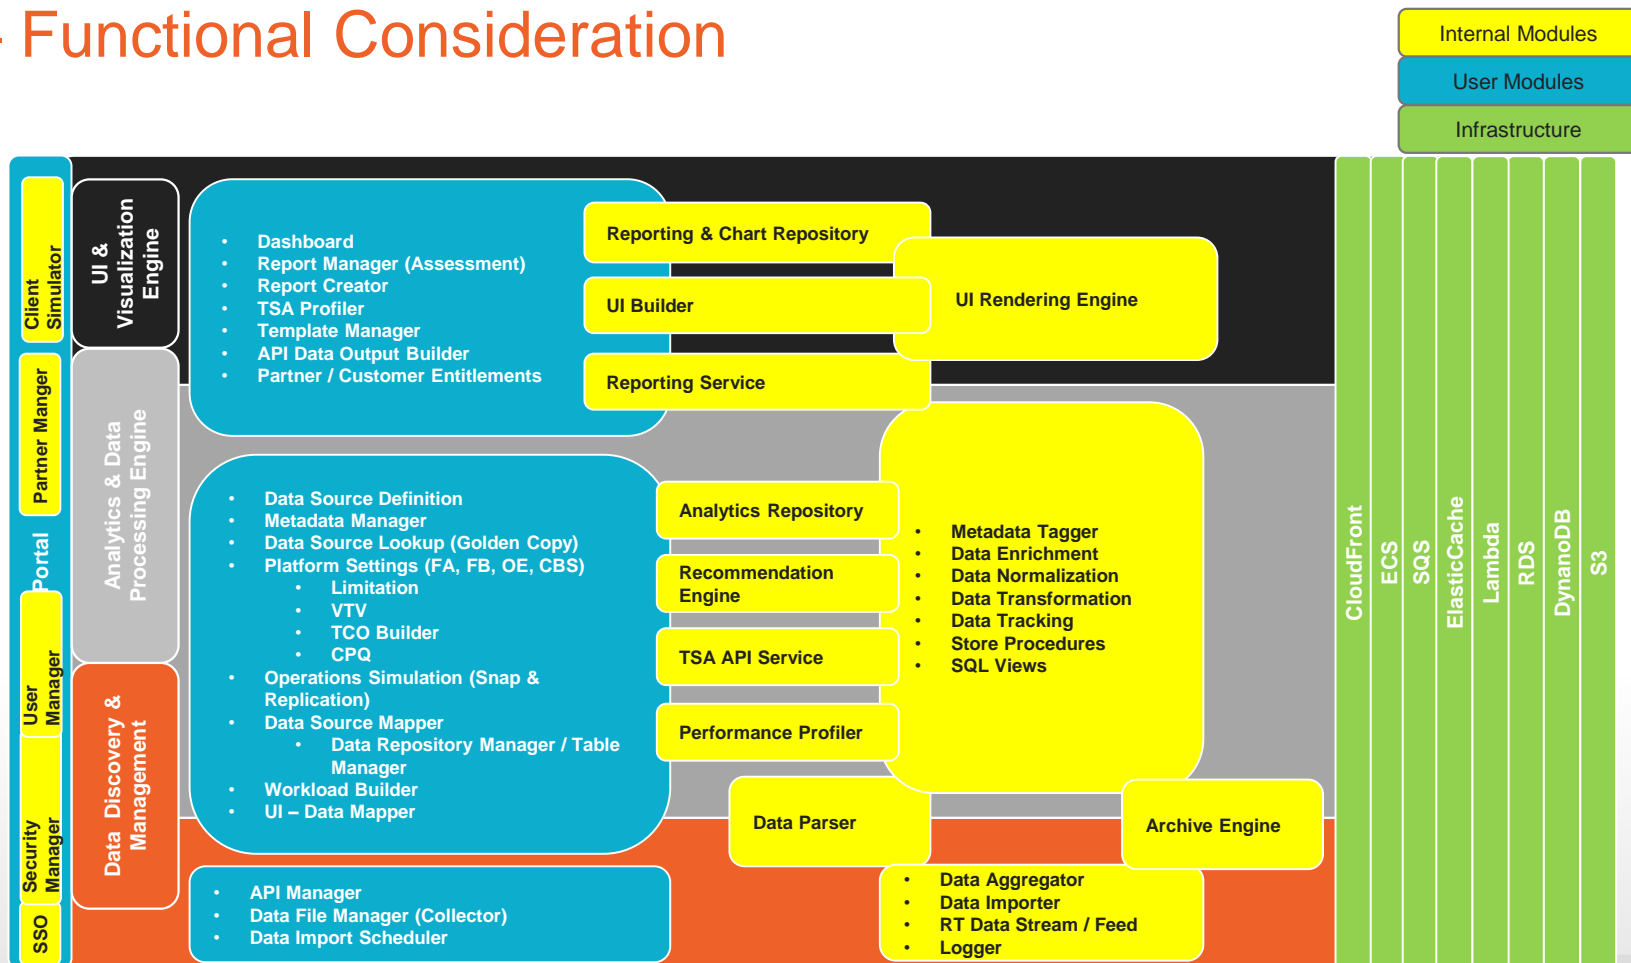 - Functional Consideration
Internal Modules
User Modules
Infrastructure
Client
Simulator
Partner Manger
Portal
User
Manager
Security
Manager
SSO
UI &
Visualization
Engine
Analytics & Data
Processing Engine
Data Discovery &
Management
• Dashboard
• Report Manager (Assessment)
• Report Creator
• TSA Profiler
• Template Manager
• API Data Output Builder
• Partner / Customer Entitlements
Reporting & Chart Repository
UI Builder
Reporting Service
UI Rendering Engine
• Data Source Definition
• Metadata Manager
• Data Source Lookup (Golden Copy)
• Platform Settings (FA, FB, OE, CBS)
• Limitation
• VTV
• TCO Builder
• CPQ
• Operations Simulation (Snap &
Replication)
• Data Source Mapper
• Data Repository Manager / Table
Manager
• Workload Builder
• UI – Data Mapper
Analytics Repository
Recommendation
Engine
TSA API Service
Performance Profiler
• Metadata Tagger
• Data Enrichment
• Data Normalization
• Data Transformation
• Data Tracking
• Store Procedures
• SQL Views
Data Parser
Archive Engine
• API Manager
• Data File Manager (Collector)
• Data Import Scheduler
• Data Aggregator
• Data Importer
• RT Data Stream / Feed
• Logger
CloudFront
ECS
SQS
ElasticCache
Lambda
RDS
DynanoDB
S3